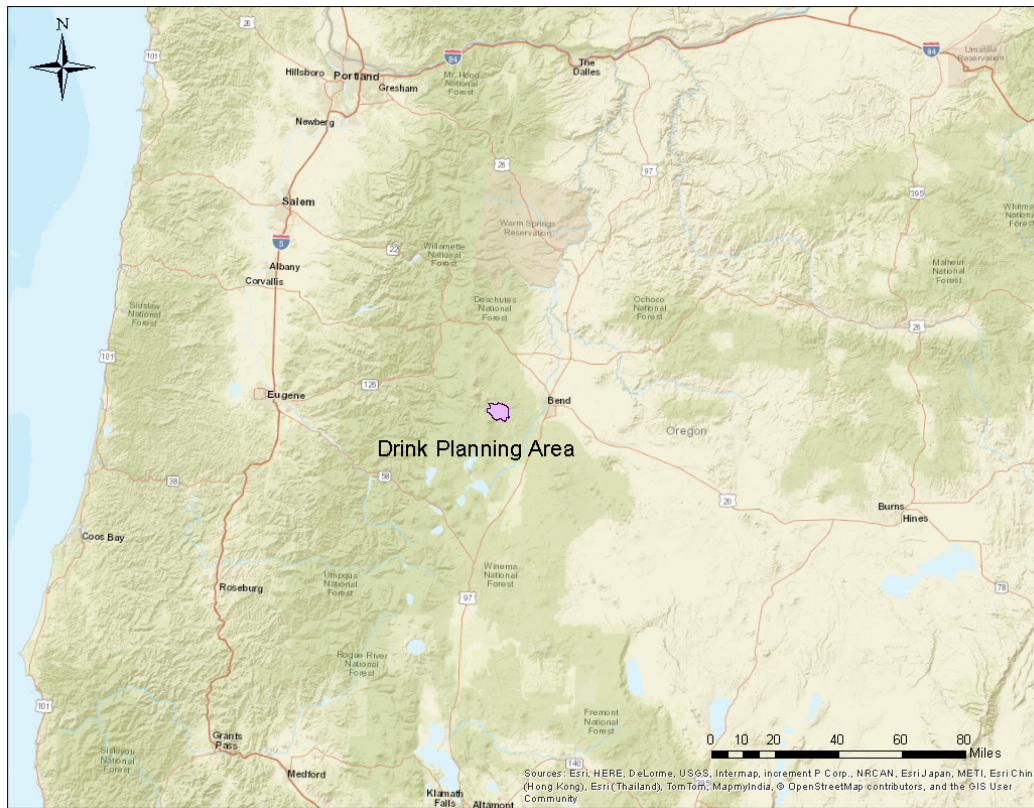 N
26
101
Hillsboro
Portland
Gresham
84
Mt. Hood
National
Forest
The
Dalles
84
Umatilla
Reservation
Newberg
26
97
395
Salem
Warm Springs
Reservation
Whitman
5
22
Willamette
National
Forest
Albany
Corvallis
Malheur
National
Forest
Siuslaw
National
Forest
Deschutes
National
Forest
Ochoco
National
Forest
26
101
126
Eugene
Bend
Oregon
Drink Planning Area
38
58
20
Burns
Hines
Coos Bay
Winema
National
Forest
Umpqua
National
Forest
Roseburg
97
78
Rogue River
National
Forest
101
Fremont
National
Forest
Grants
Pass
Siskiyou
National
Forest
0 10 20 40 60 80
Miles
140
Medford
395
Klamath
Falls
Altamont
Sources: Esri, HERE, DeLorme, USGS, Intermap, increment P Corp., NRCAN, Esri Japan, METI, Esri Chin
(Hong Kong), Esri (Thailand), TomTom, MapmyIndia, © OpenStreetMap contributors, and the GIS User
Community